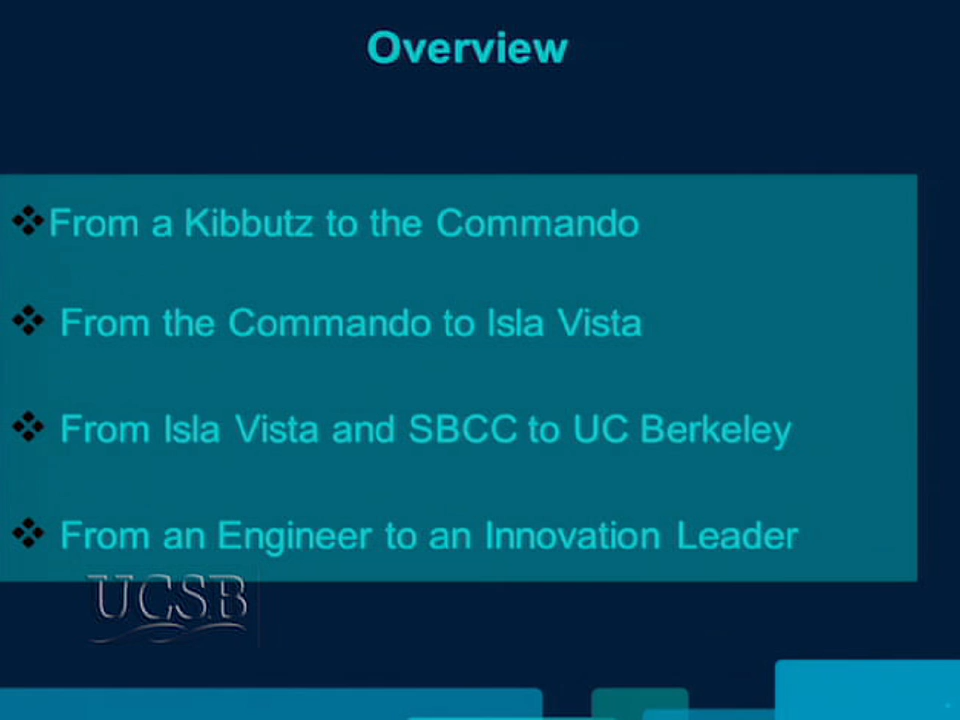 Overview
❖From a Kibbutz to the Commando
❖ From the Commando to Isla Vista
❖ From Isla Vista and SBCC to UC Berkeley
❖ From an Engineer to an Innovation Leader
UCSB